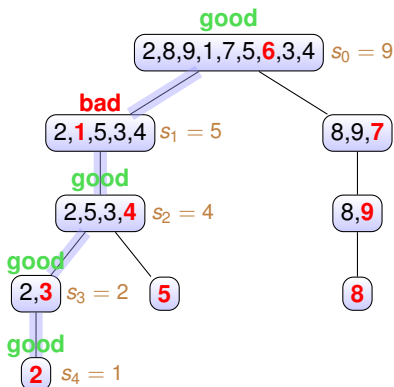 good
2,8,9,1,7,5,6,3,4 s₀ = 9
bad
2,1,5,3,4 s₁ = 5 8,9,7
good
2,5,3,4 s₂ = 4 8,9
good
2,3 s₃ = 2 5 8
good
2 s₄ = 1